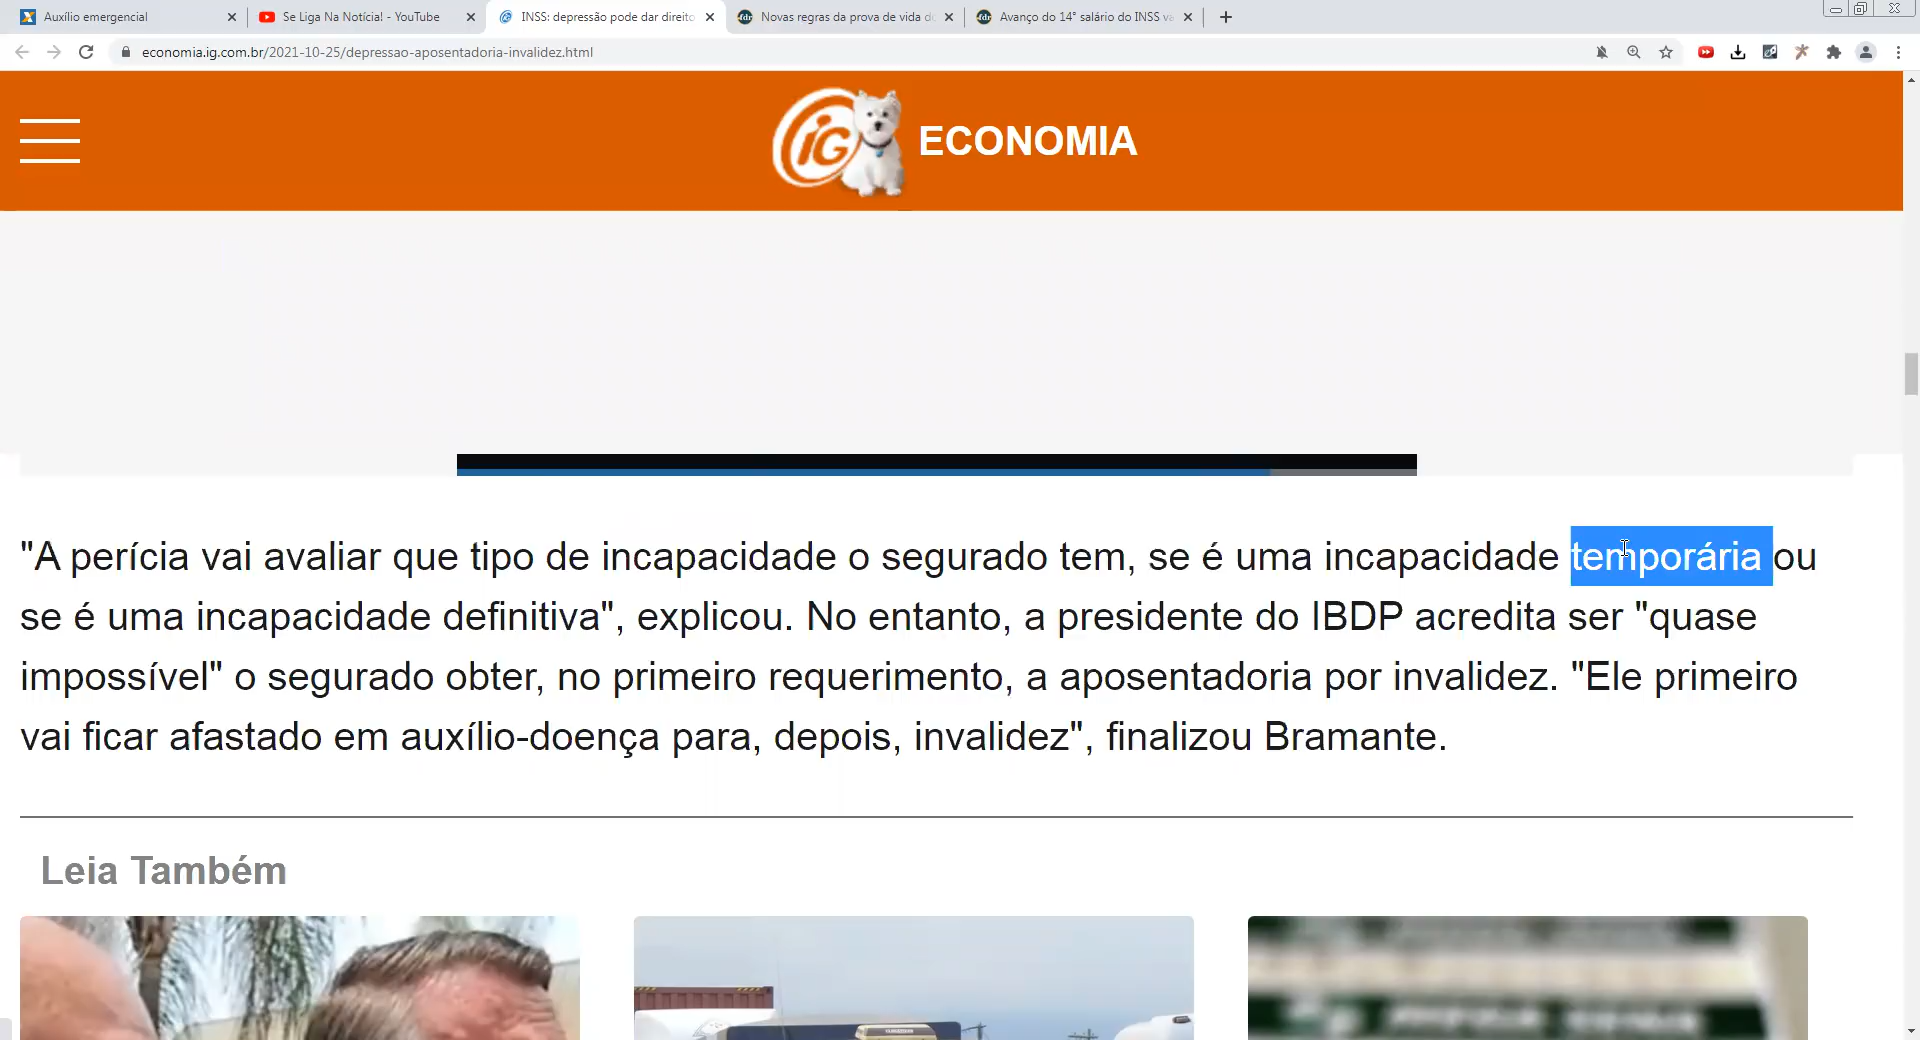 Auxílio emergencial
Se Liga Na Notícia! - YouTube
INSS: depressão pode dar direito
Novas regras da prova de vida do
Avanço do 14° salário do INSS va
economia.ig.com.br/2021-10-25/depressao-aposentadoria-invalidez.html
iG
ECONOMIA
"A perícia vai avaliar que tipo de incapacidade o segurado tem, se é uma incapacidade temporária ou
se é uma incapacidade definitiva", explicou. No entanto, a presidente do IBDP acredita ser "quase
impossível" o segurado obter, no primeiro requerimento, a aposentadoria por invalidez. "Ele primeiro
vai ficar afastado em auxílio-doença para, depois, invalidez", finalizou Bramante.
Leia Também